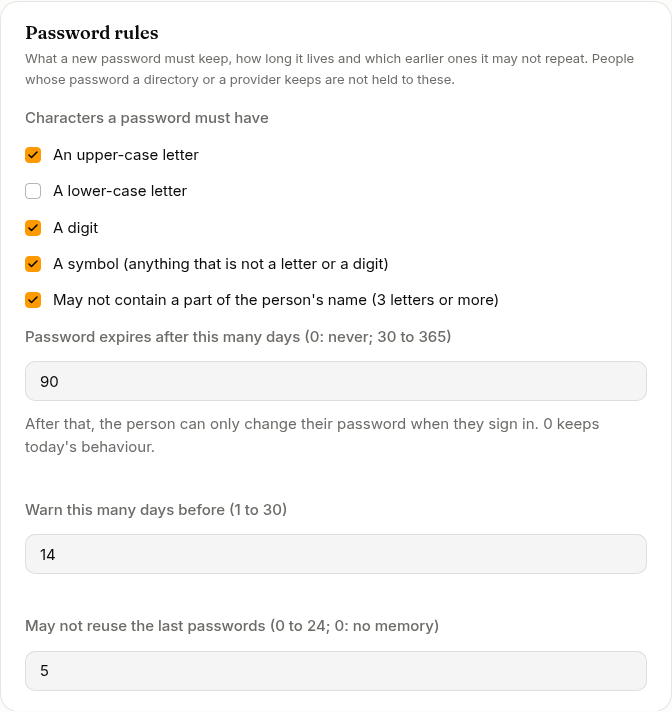 Password rules
What a new password must keep, how long it lives and which earlier ones it may not repeat. People
whose password a directory or a provider keeps are not held to these.
Characters a password must have
An upper-case letter
A lower-case letter
A digit
A symbol (anything that is not a letter or a digit)
May not contain a part of the person's name (3 letters or more)
Password expires after this many days (0: never; 30 to 365)
90
After that, the person can only change their password when they sign in. 0 keeps
today's behaviour.
Warn this many days before (1 to 30)
14
May not reuse the last passwords (0 to 24; 0: no memory)
5